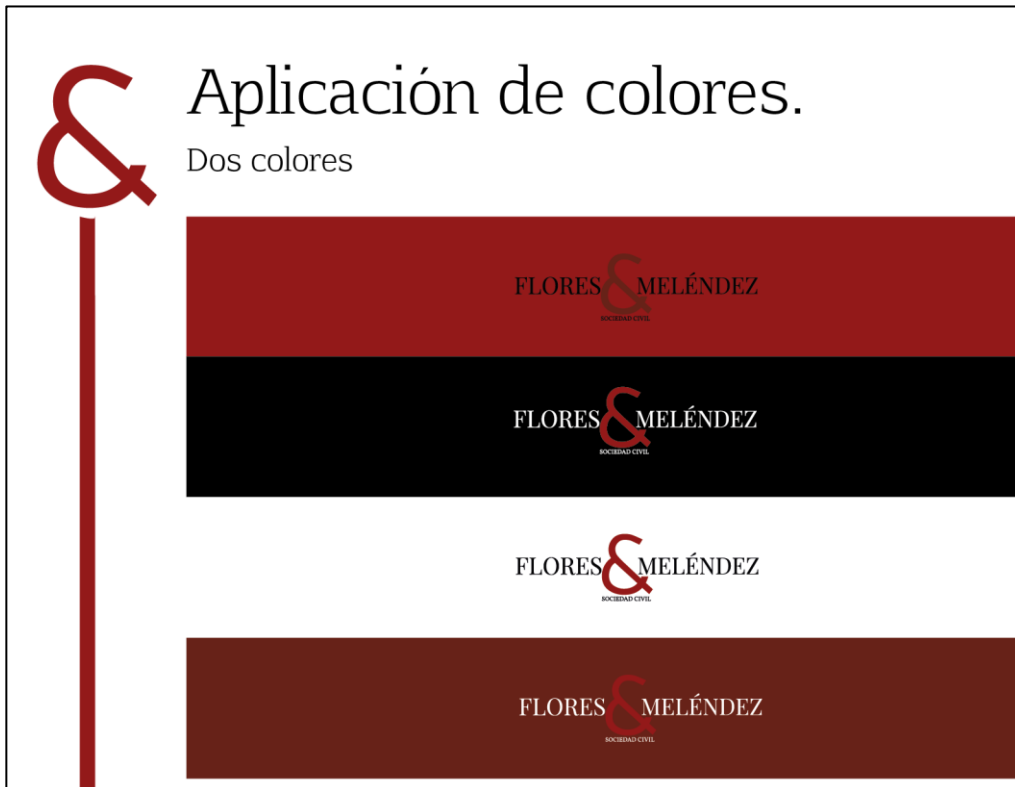 &
Aplicación de colores.
Dos colores
FLORES & MELÉNDEZ
SOCIEDAD CIVIL
FLORES & MELÉNDEZ
SOCIEDAD CIVIL
FLORES & MELÉNDEZ
SOCIEDAD CIVIL
FLORES & MELÉNDEZ
SOCIEDAD CIVIL